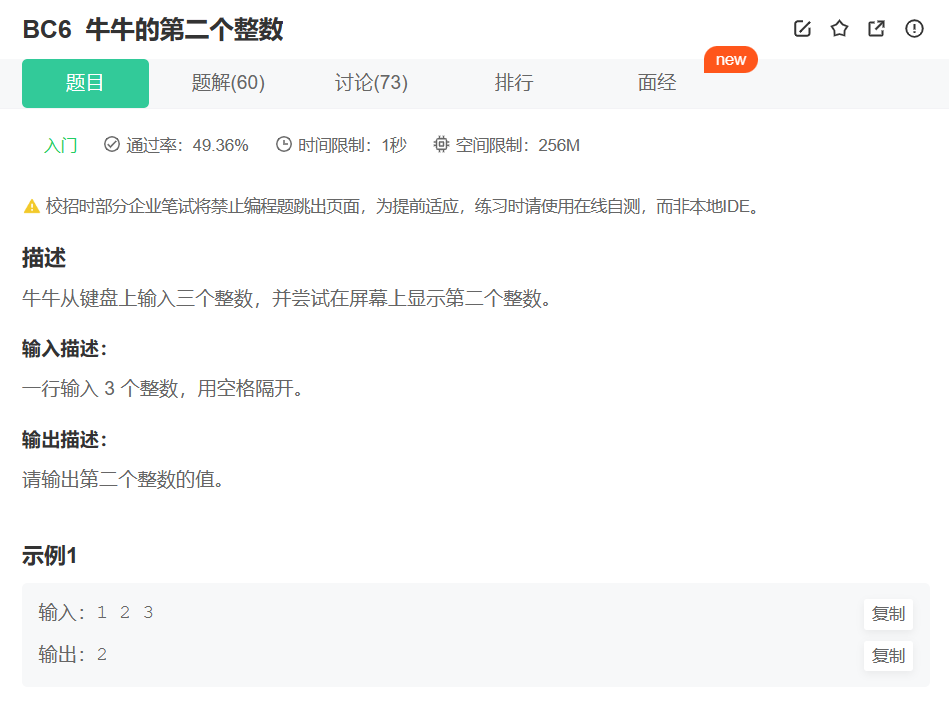 BC6 牛牛的第二个整数
new
题目 题解(60) 讨论(73) 排行 面经
入门 通过率：49.36% 时间限制：1秒 空间限制：256M
校招时部分企业笔试将禁止编程题跳出页面，为提前适应，练习时请使用在线自测，而非本地IDE。
描述
牛牛从键盘上输入三个整数，并尝试在屏幕上显示第二个整数。
输入描述：
一行输入 3 个整数，用空格隔开。
输出描述：
请输出第二个整数的值。
示例1
输入：1 2 3 复制
输出：2 复制